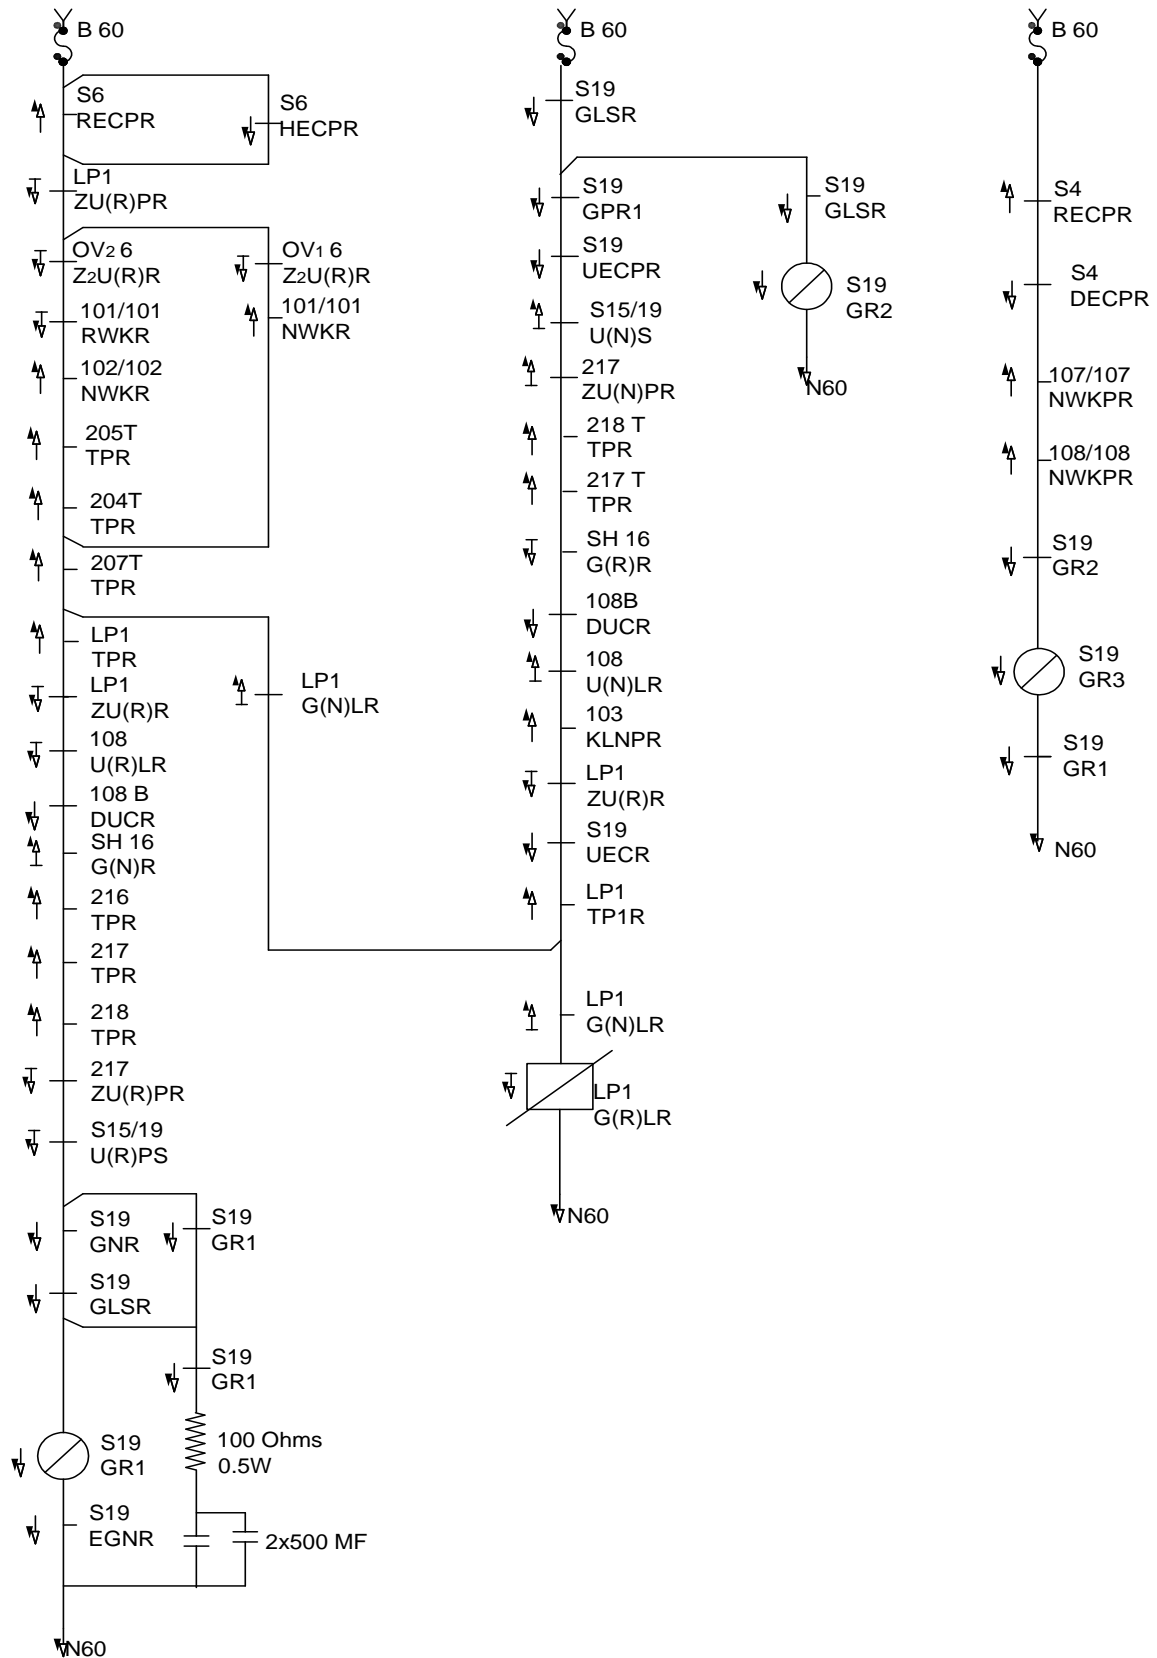 B 60
S6
RECPR
S6
HECPR
LP1
ZU(R)PR
OV2 6
Z2U(R)R
OV1 6
Z2U(R)R
101/101
RWKR
101/101
NWKR
102/102
NWKR
205T
TPR
204T
TPR
207T
TPR
LP1
TPR
LP1
G(N)LR
LP1
ZU(R)R
108
U(R)LR
108 B
DUCR
SH 16
G(N)R
216
TPR
217
TPR
218
TPR
217
ZU(R)PR
S15/19
U(R)PS
S19
GNR
S19
GR1
S19
GLSR
S19
GR1
100 Ohms
0.5W
S19
GR1
S19
EGNR
2x500 MF
N60
B 60
S19
GLSR
S19
GPR1
S19
GLSR
S19
UECPR
S19
GR2
N60
S15/19
U(N)S
217
ZU(N)PR
218 T
TPR
217 T
TPR
SH 16
G(R)R
108B
DUCR
108
U(N)LR
103
KLNPR
LP1
ZU(R)R
S19
UECR
LP1
TP1R
LP1
G(N)LR
LP1
G(R)LR
N60
B 60
S4
RECPR
S4
DECPR
107/107
NWKPR
108/108
NWKPR
S19
GR2
S19
GR3
S19
GR1
N60